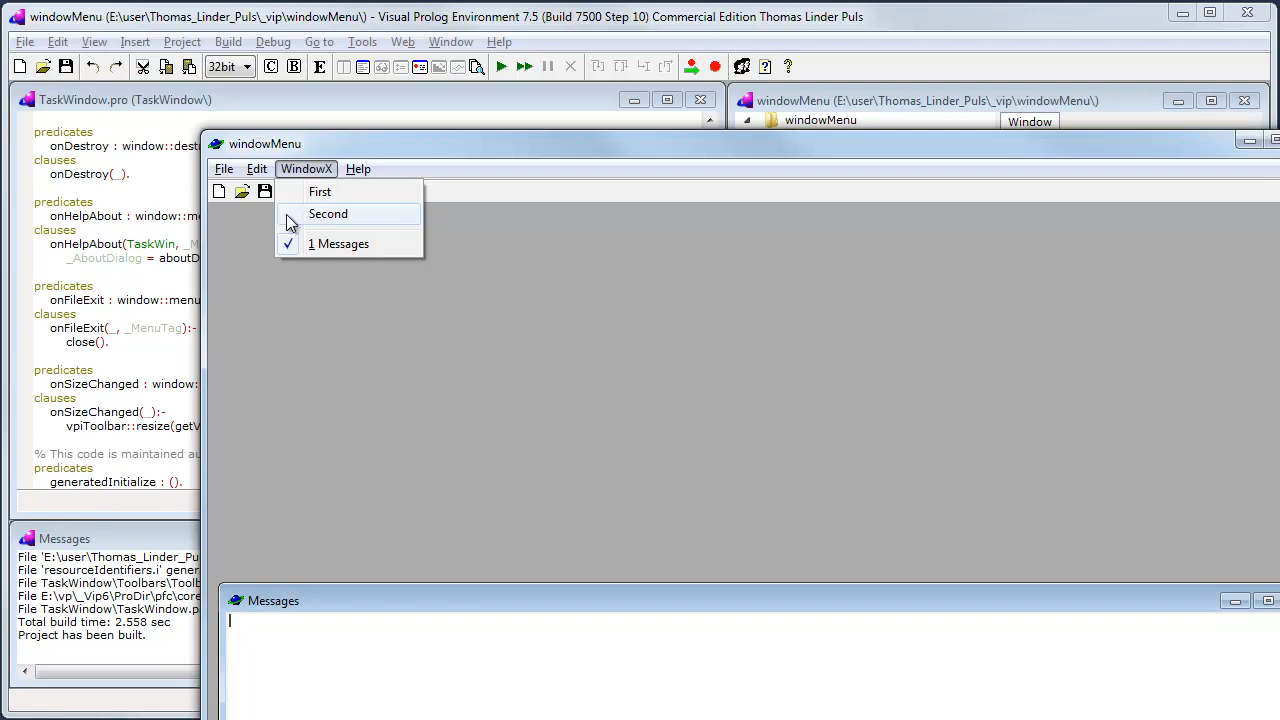 windowMenu (E:\user\Thomas_Linder_Puls\_vip\windowMenu\) - Visual Prolog Environment 7.5 (Build 7500 Step 10) Commercial Edition Thomas Linder Puls
File Edit View Insert Project Build Debug Go to Tools Web Window Help
32bit C B E
TaskWindow.pro (TaskWindow\)
windowMenu (E:\user\Thomas_Linder_Puls\_vip\windowMenu\)
windowMenu
Window
predicates
onDestroy : window::dest
clauses
onDestroy(_).
predicates
onHelpAbout : window::me
clauses
onHelpAbout(TaskWin, _M
_AboutDialog = aboutD
predicates
onFileExit : window::menu
clauses
onFileExit(_, _MenuTag):-
close().
predicates
onSizeChanged : window:
clauses
onSizeChanged(_):-
vpiToolbar::resize(getV
% This code is maintained au
predicates
generatedInitialize : ().
windowMenu
File Edit WindowX Help
First
Second
1 Messages
Messages
File 'E:\user\Thomas_Linder_Pu
File 'resourceIdentifiers.i' gener
File TaskWindow\Toolbars\Toolb
File E:\vp\_Vip6\ProDir\pfc\core
File TaskWindow\TaskWindow.p
Total build time: 2.558 sec
Project has been built.
Messages